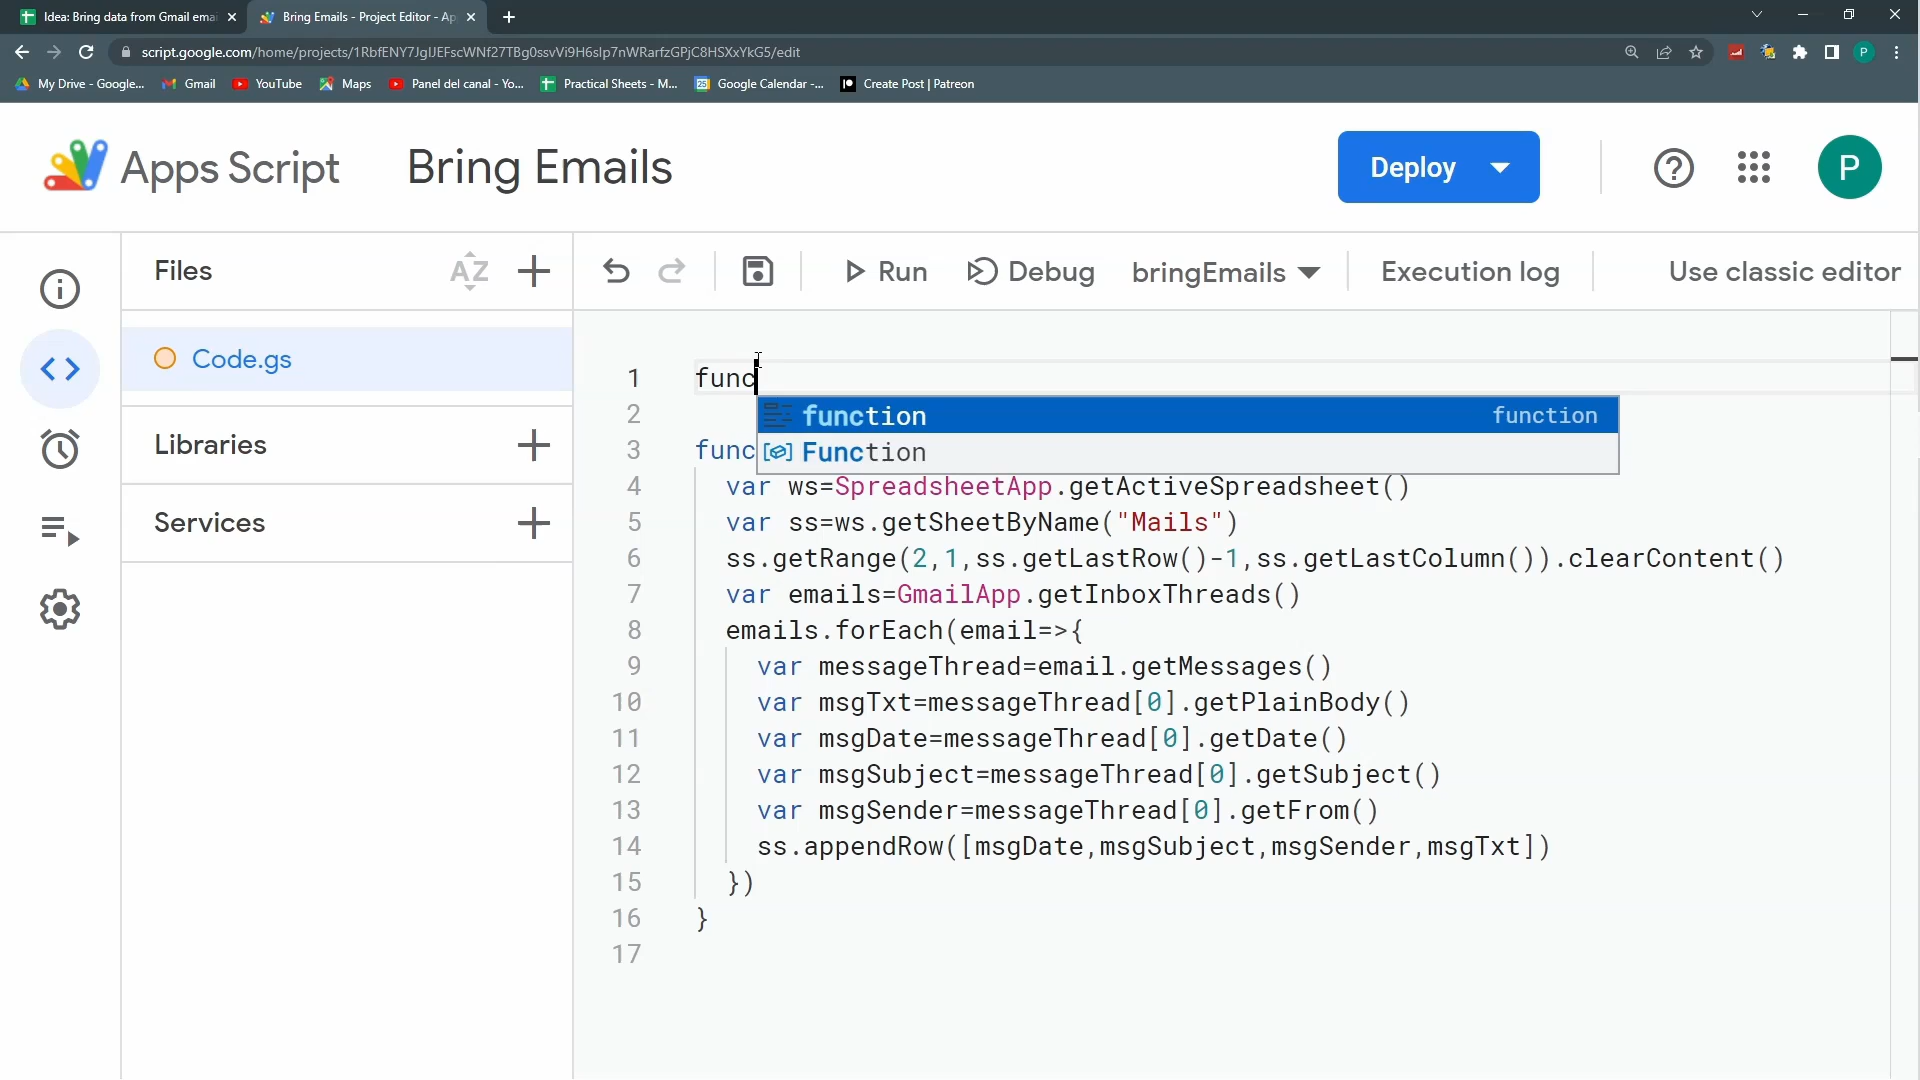 Idea: Bring data from Gmail ema
Bring Emails - Project Editor - Ap
script.google.com/home/projects/1RbfENY7JgIJEFscWNf27TBg0ssvVi9H6slp7nWRarfzGPjC8HSXxYkG5/edit
P
My Drive - Google...
Gmail
YouTube
Maps
Panel del canal - Yo...
Practical Sheets - M...
Google Calendar -...
Create Post | Patreon
Apps Script
Bring Emails
Deploy
P
Files
AZ
Run
Debug
bringEmails
Execution log
Use classic editor
Code.gs
Libraries
Services
1 func
function function
Function
2
3 func
4 var ws=SpreadsheetApp.getActiveSpreadsheet()
5 var ss=ws.getSheetByName("Mails")
6 ss.getRange(2,1,ss.getLastRow()-1,ss.getLastColumn()).clearContent()
7 var emails=GmailApp.getInboxThreads()
8 emails.forEach(email=>{
9 var messageThread=email.getMessages()
10 var msgTxt=messageThread[0].getPlainBody()
11 var msgDate=messageThread[0].getDate()
12 var msgSubject=messageThread[0].getSubject()
13 var msgSender=messageThread[0].getFrom()
14 ss.appendRow([msgDate,msgSubject,msgSender,msgTxt])
15 })
16 }
17